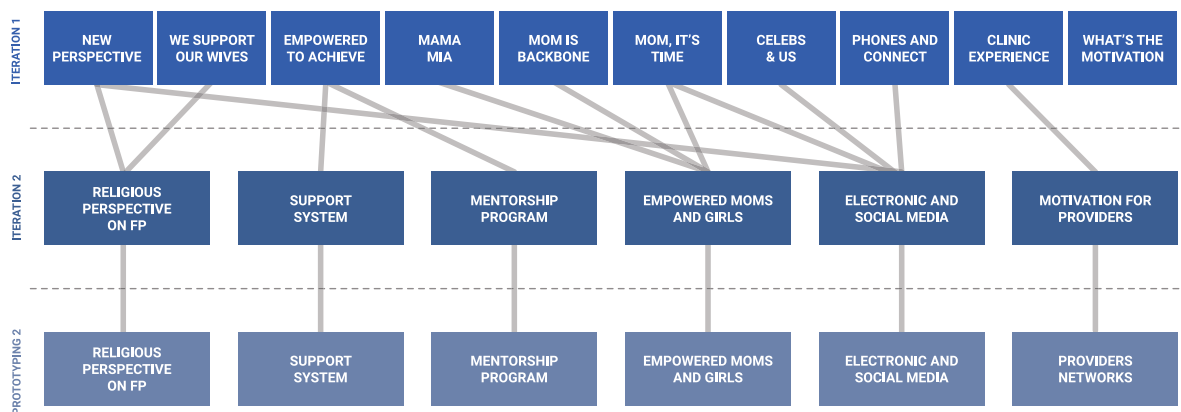 ITERATION 1
NEW
PERSPECTIVE
WE SUPPORT
OUR WIVES
EMPOWERED
TO ACHIEVE
MAMA
MIA
MOM IS
BACKBONE
MOM, IT'S
TIME
CELEBS
& US
PHONES AND
CONNECT
CLINIC
EXPERIENCE
WHAT'S THE
MOTIVATION
ITERATION 2
RELIGIOUS
PERSPECTIVE
ON FP
SUPPORT
SYSTEM
MENTORSHIP
PROGRAM
EMPOWERED MOMS
AND GIRLS
ELECTRONIC AND
SOCIAL MEDIA
MOTIVATION FOR
PROVIDERS
PROTOTYPING 2
RELIGIOUS
PERSPECTIVE
ON FP
SUPPORT
SYSTEM
MENTORSHIP
PROGRAM
EMPOWERED MOMS
AND GIRLS
ELECTRONIC AND
SOCIAL MEDIA
PROVIDERS
NETWORKS